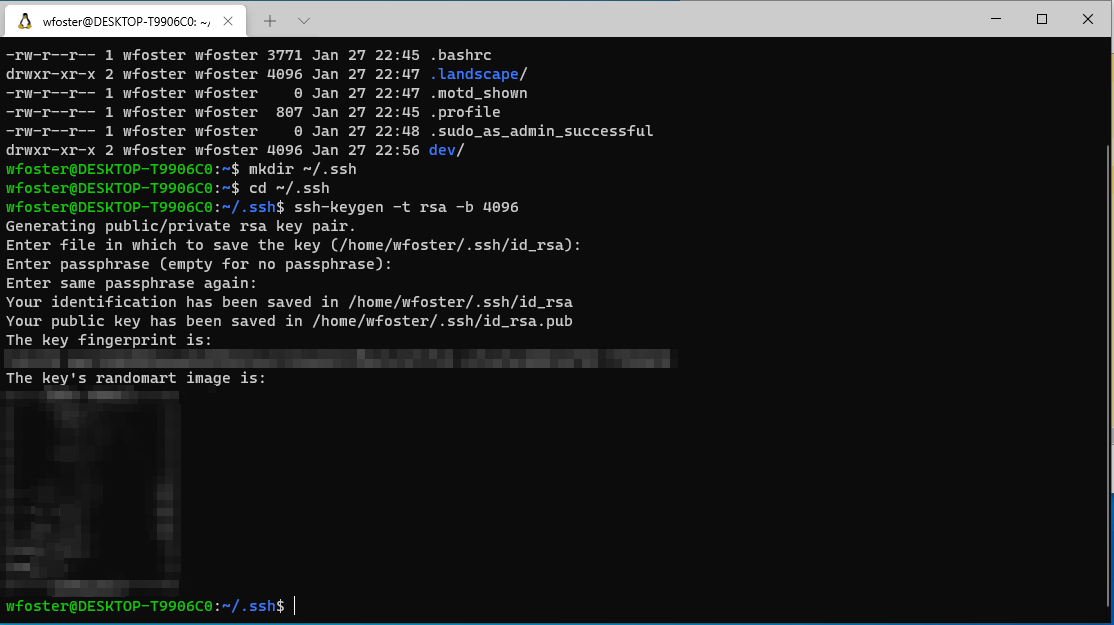 wfoster@DESKTOP-T9906C0: ~/
-rw-r--r-- 1 wfoster wfoster 3771 Jan 27 22:45 .bashrc
drwxr-xr-x 2 wfoster wfoster 4096 Jan 27 22:47 .landscape/
-rw-r--r-- 1 wfoster wfoster    0 Jan 27 22:47 .motd_shown
-rw-r--r-- 1 wfoster wfoster  807 Jan 27 22:45 .profile
-rw-r--r-- 1 wfoster wfoster    0 Jan 27 22:48 .sudo_as_admin_successful
drwxr-xr-x 2 wfoster wfoster 4096 Jan 27 22:56 dev/
wfoster@DESKTOP-T9906C0:~$ mkdir ~/.ssh
wfoster@DESKTOP-T9906C0:~$ cd ~/.ssh
wfoster@DESKTOP-T9906C0:~/.ssh$ ssh-keygen -t rsa -b 4096
Generating public/private rsa key pair.
Enter file in which to save the key (/home/wfoster/.ssh/id_rsa):
Enter passphrase (empty for no passphrase):
Enter same passphrase again:
Your identification has been saved in /home/wfoster/.ssh/id_rsa
Your public key has been saved in /home/wfoster/.ssh/id_rsa.pub
The key fingerprint is:
The key's randomart image is:
wfoster@DESKTOP-T9906C0:~/.ssh$